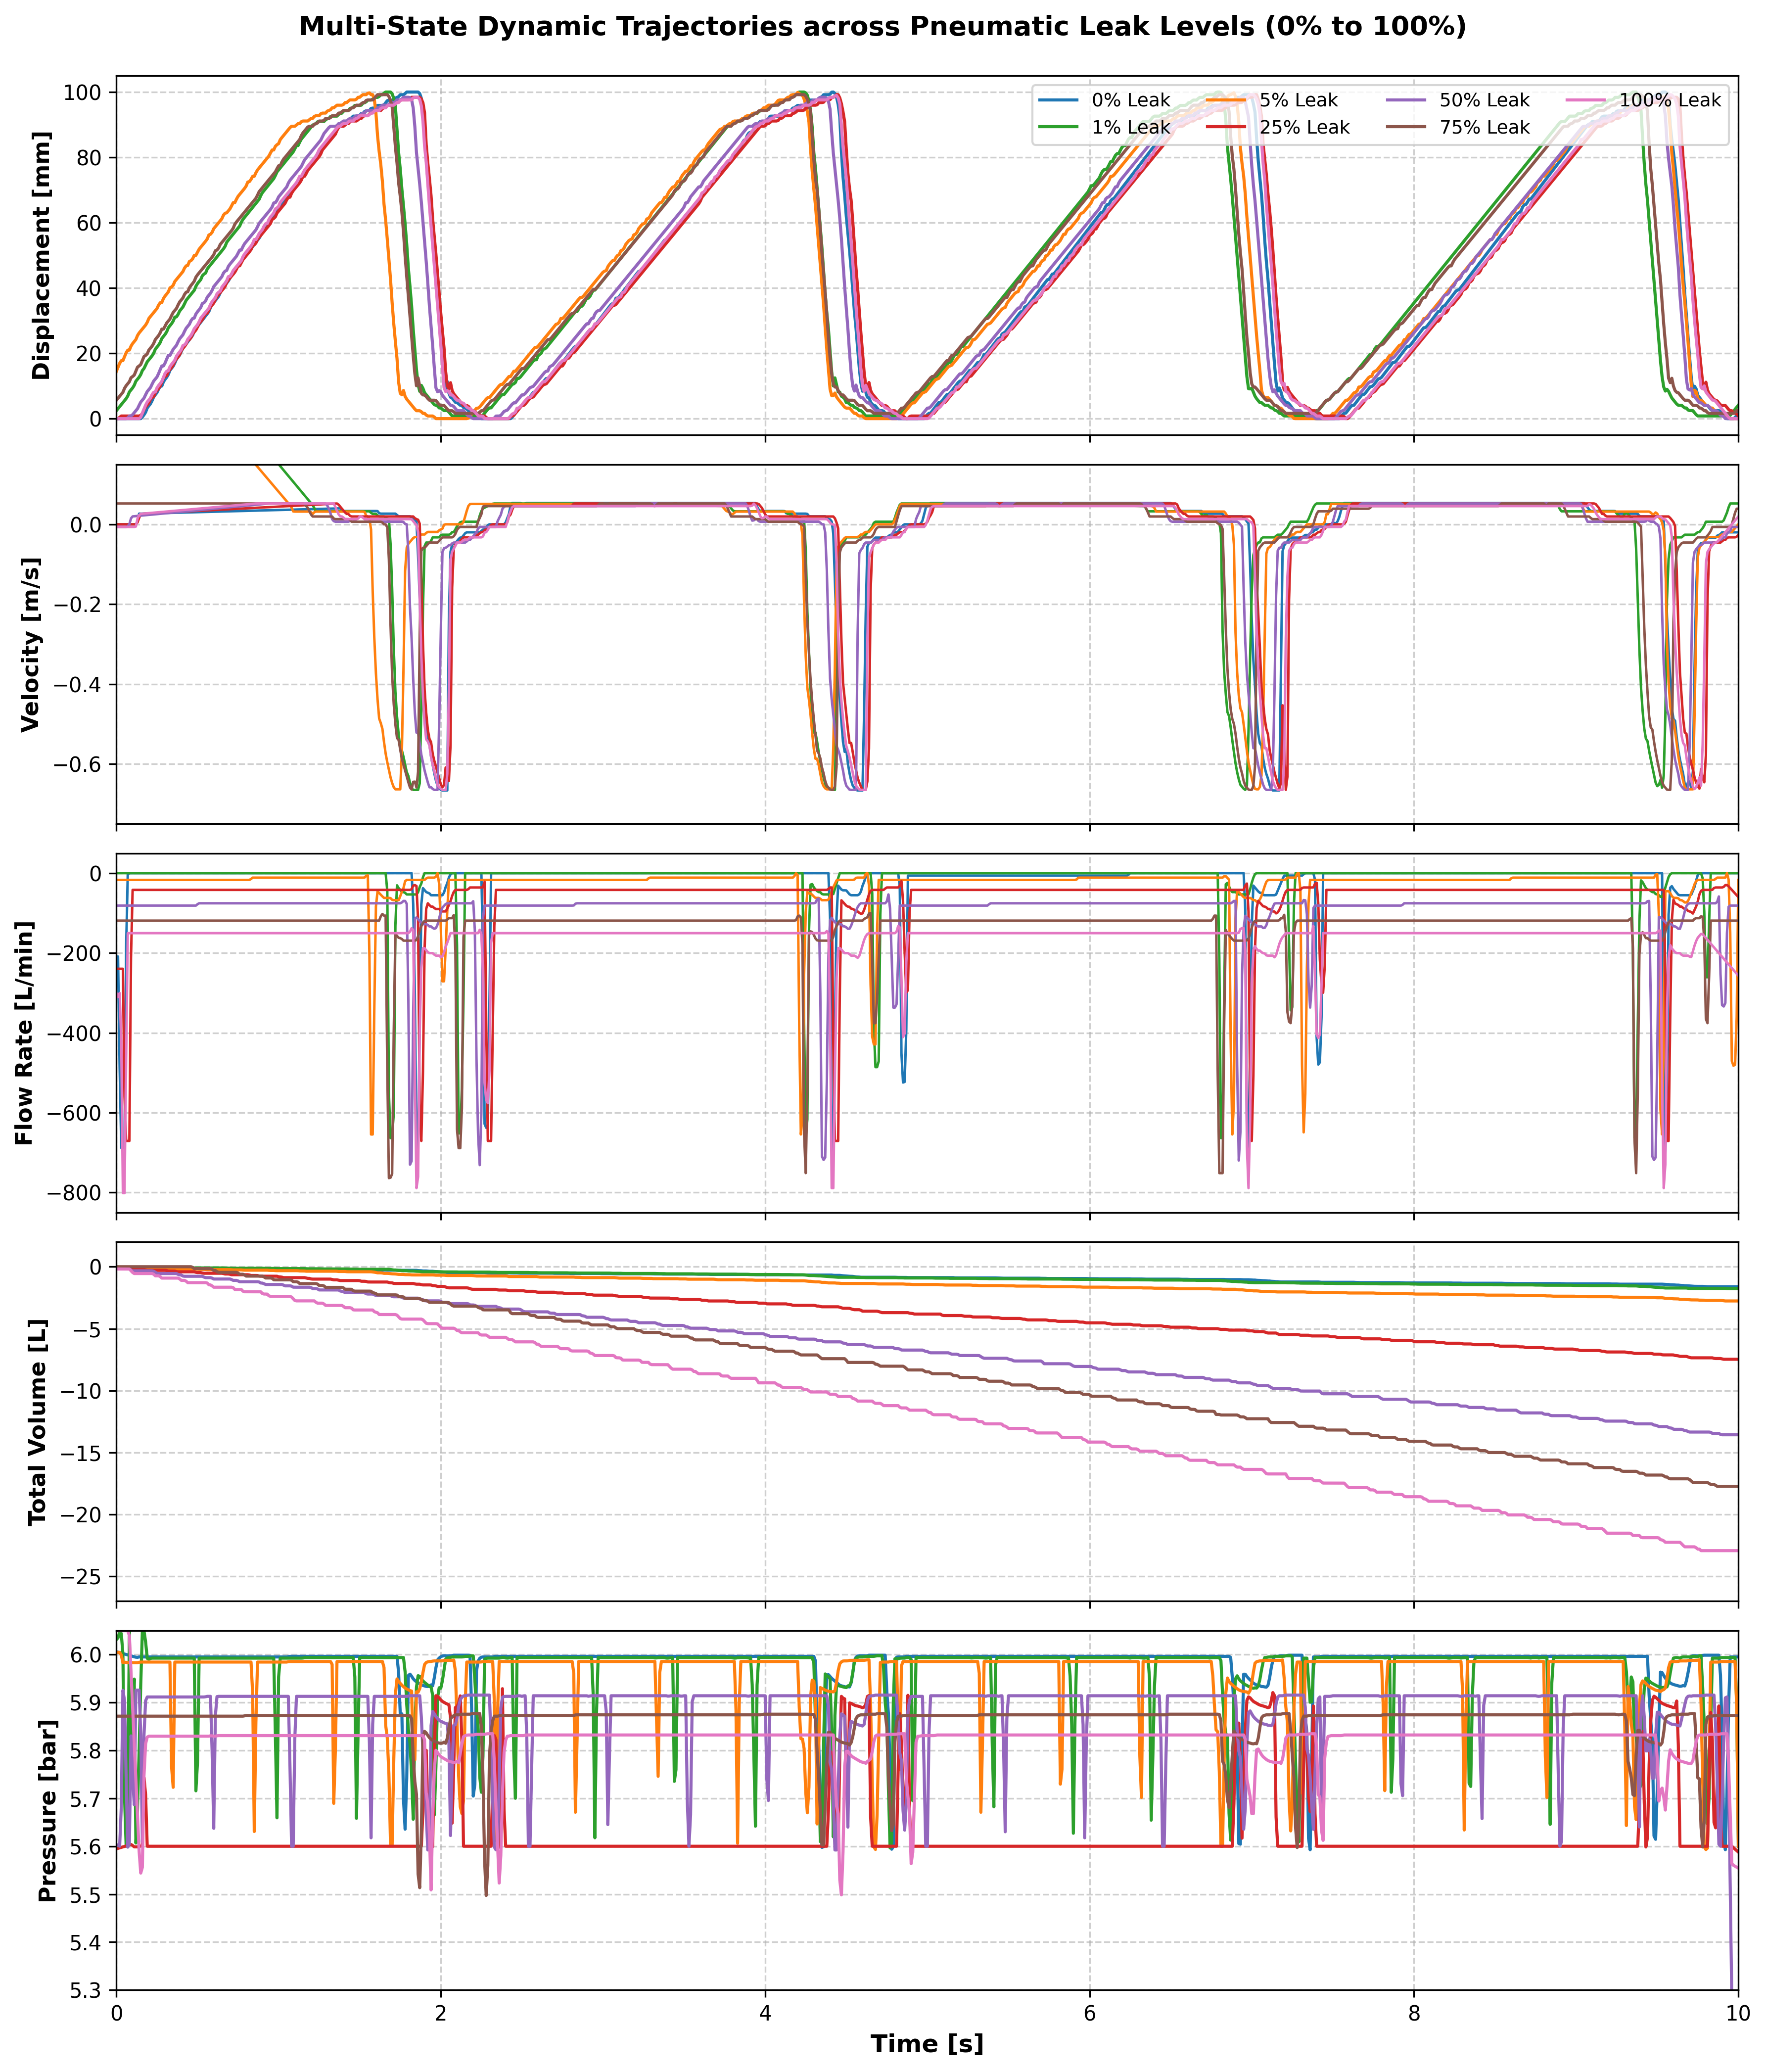 Multi-State Dynamic Trajectories across Pneumatic Leak Levels (0% to 100%)
Displacement [mm]
100
80
60
40
20
0
0% Leak
1% Leak
5% Leak
25% Leak
50% Leak
75% Leak
100% Leak
Velocity [m/s]
0.0
−0.2
−0.4
−0.6
Flow Rate [L/min]
0
−200
−400
−600
−800
Total Volume [L]
0
−5
−10
−15
−20
−25
Pressure [bar]
6.0
5.9
5.8
5.7
5.6
5.5
5.4
5.3
0 2 4 6 8 10
Time [s]